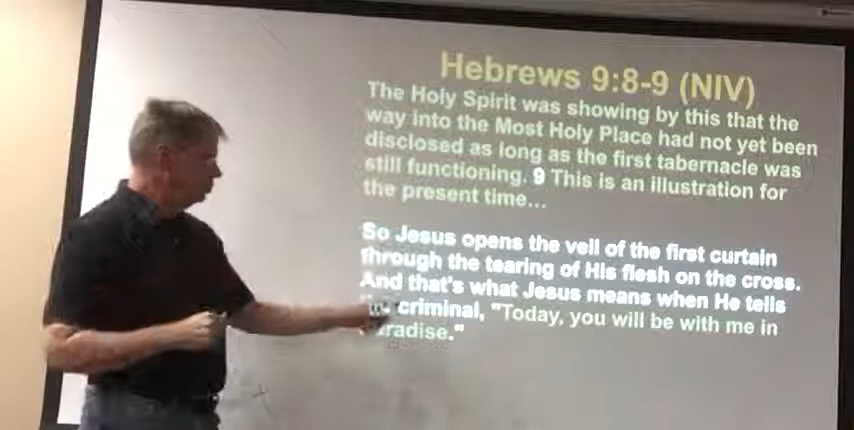 Hebrews 9:8-9 (NIV)
The Holy Spirit was showing by this that the
way into the Most Holy Place had not yet been
disclosed as long as the first tabernacle was
still functioning. 9 This is an illustration for
the present time...
So Jesus opens the veil of the first curtain
through the tearing of His flesh on the cross.
And that's what Jesus means when He tells
criminal, "Today, you will be with me in